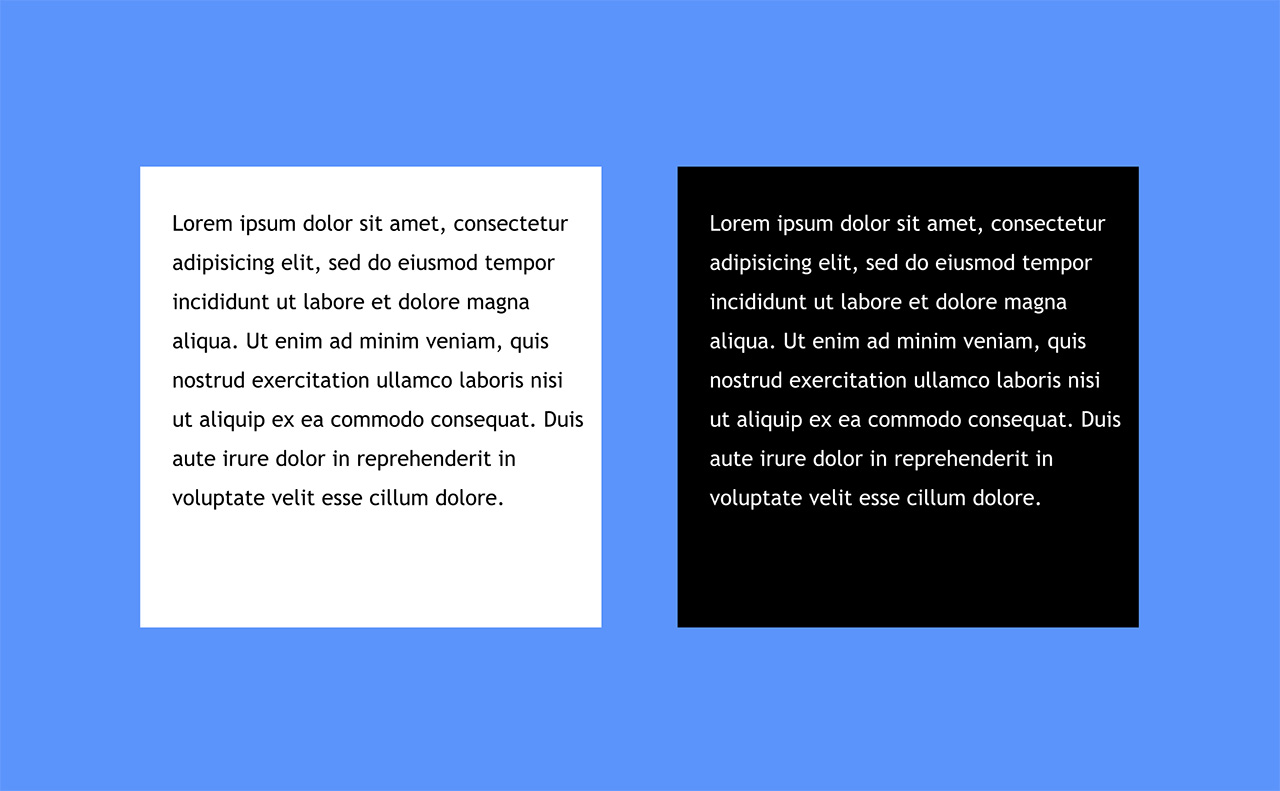 Lorem ipsum dolor sit amet, consectetur
adipisicing elit, sed do eiusmod tempor
incididunt ut labore et dolore magna
aliqua. Ut enim ad minim veniam, quis
nostrud exercitation ullamco laboris nisi
ut aliquip ex ea commodo consequat. Duis
aute irure dolor in reprehenderit in
voluptate velit esse cillum dolore.
Lorem ipsum dolor sit amet, consectetur
adipisicing elit, sed do eiusmod tempor
incididunt ut labore et dolore magna
aliqua. Ut enim ad minim veniam, quis
nostrud exercitation ullamco laboris nisi
ut aliquip ex ea commodo consequat. Duis
aute irure dolor in reprehenderit in
voluptate velit esse cillum dolore.